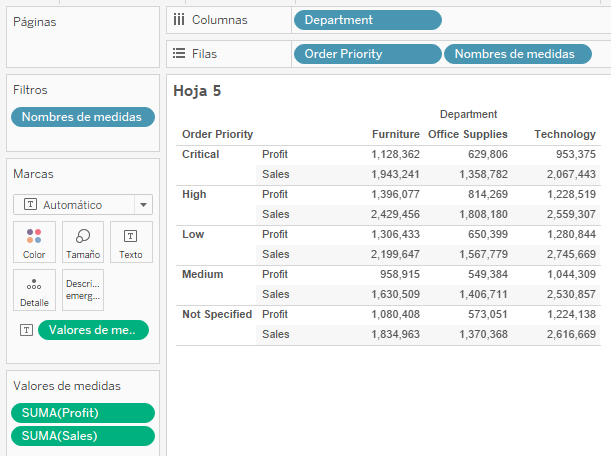 Páginas
Columnas Department
Filas Order Priority Nombres de medidas
Filtros
Nombres de medidas
Marcas
Automático
Color Tamaño Texto
Detalle Descri... emerg...
Valores de me..
Valores de medidas
SUMA(Profit)
SUMA(Sales)
Hoja 5
Department
Order Priority Furniture Office Supplies Technology
Critical Profit 1,128,362 629,806 953,375
Sales 1,943,241 1,358,782 2,067,443
High Profit 1,396,077 814,269 1,228,519
Sales 2,429,456 1,808,180 2,559,307
Low Profit 1,306,433 650,399 1,280,844
Sales 2,199,647 1,567,779 2,745,669
Medium Profit 958,915 549,384 1,044,309
Sales 1,630,509 1,406,711 2,530,857
Not Specified Profit 1,080,408 573,051 1,224,138
Sales 1,834,963 1,370,368 2,616,669